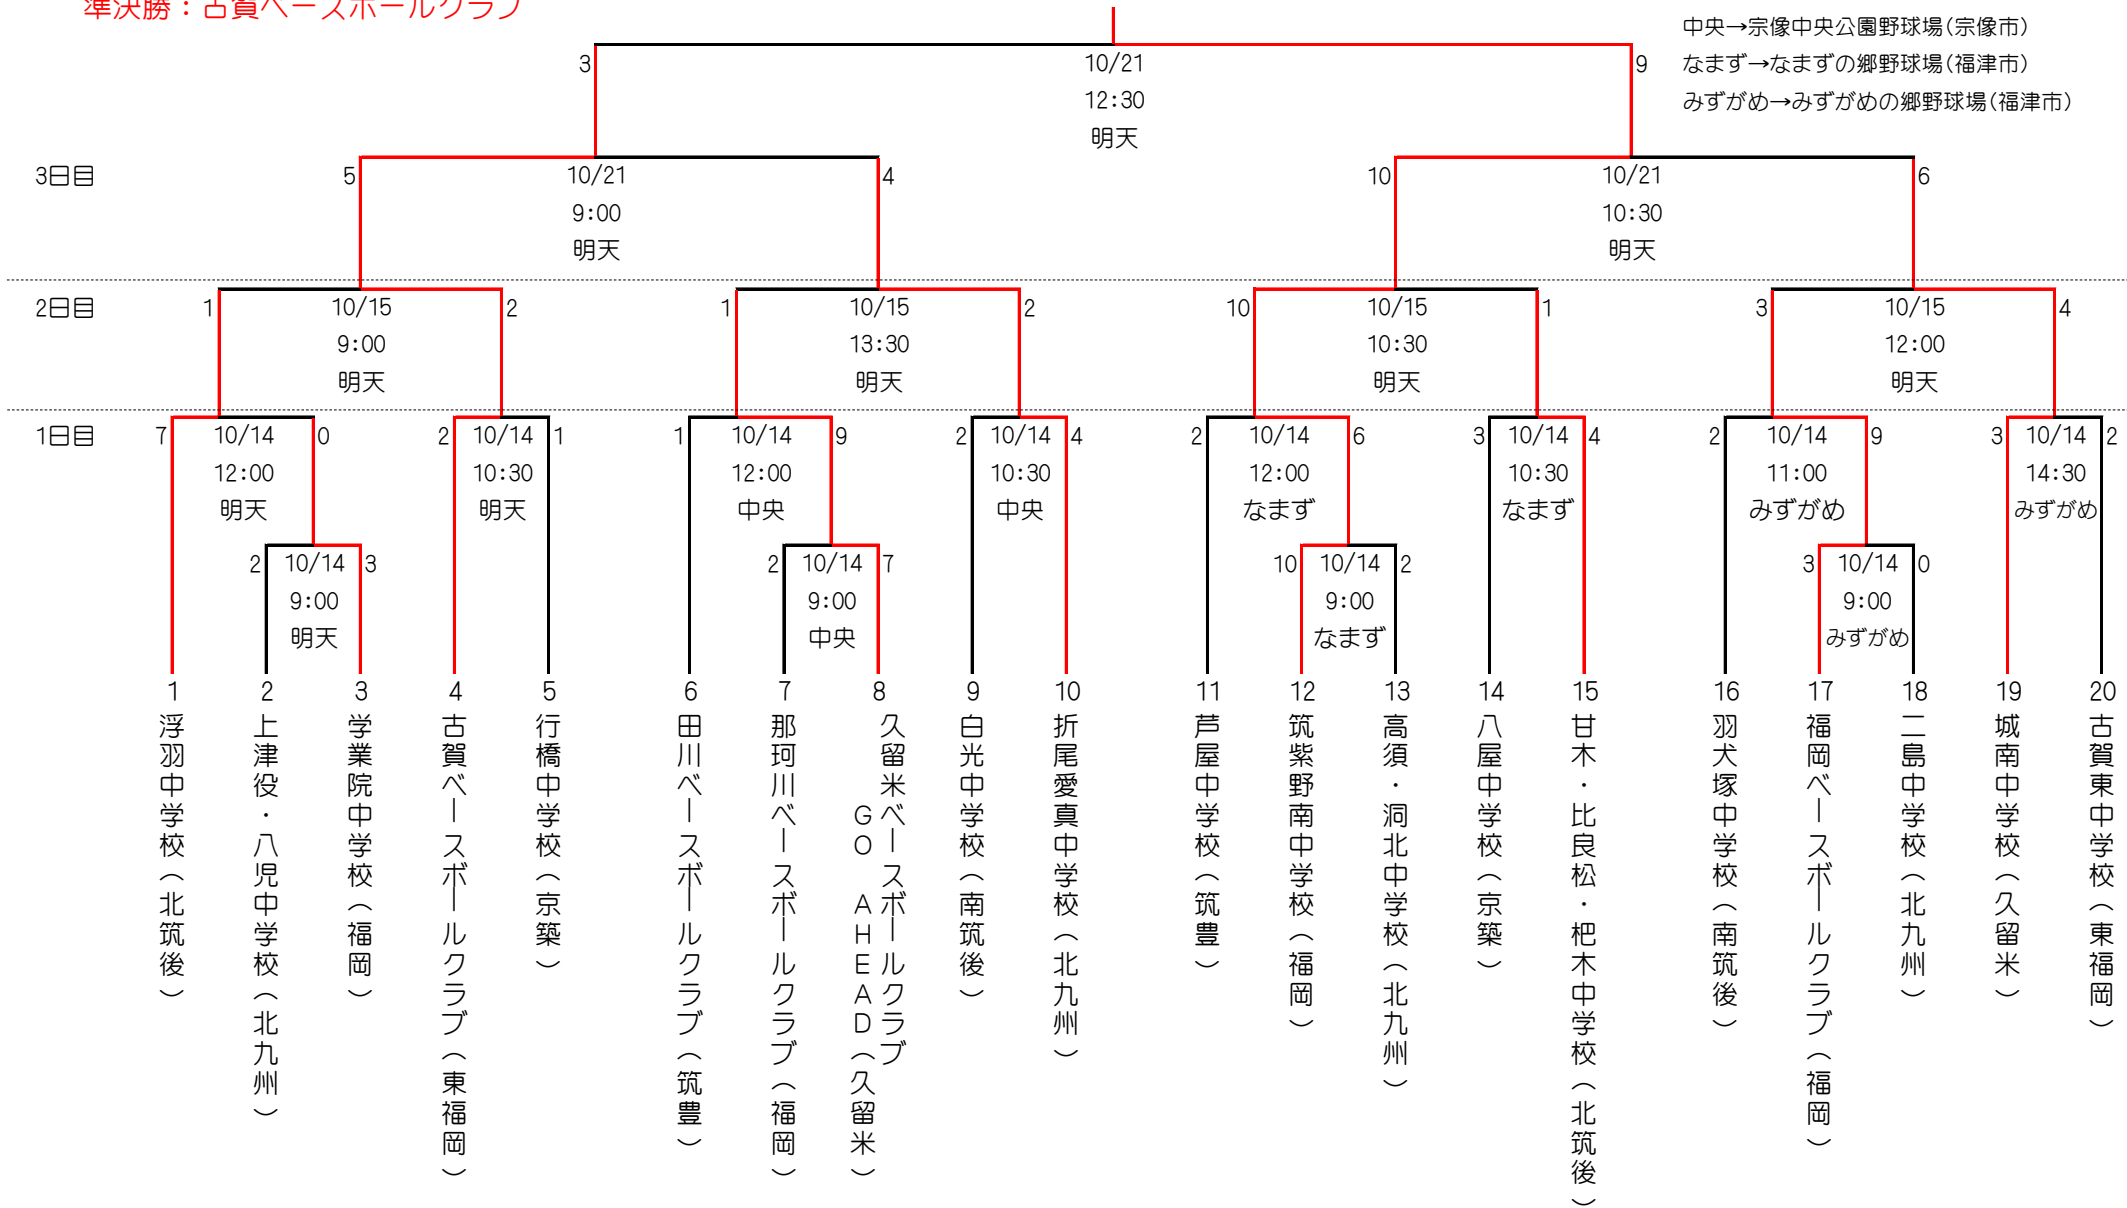 準決勝：古賀ベースボールクラブ
中央→宗像中央公園野球場(宗像市)
なまず→なまずの郷野球場(福津市)
みずがめ→みずがめの郷野球場(福津市)
3 10/21 9
12:30
明天
3日目 5 10/21 4 10 10/21 6
9:00 10:30
明天 明天
2日目 1 10/15 2 1 10/15 2 10 10/15 1 3 10/15 4
9:00 13:30 10:30 12:00
明天 明天 明天 明天
1日目 7 10/14 0 2 10/14 1 1 10/14 9 2 10/14 4 2 10/14 6 3 10/14 4 2 10/14 9 3 10/14 2
12:00 10:30 12:00 10:30 12:00 10:30 11:00 14:30
明天 明天 中央 中央 なまず なまず みずがめ みずがめ
2 10/14 3 2 10/14 7 10 10/14 2 3 10/14 0
9:00 9:00 9:00 9:00
明天 中央 なまず みずがめ
1 2 3 4 5 6 7 8 9 10 11 12 13 14 15 16 17 18 19 20
浮羽中学校(北筑後)
上津役・八児中学校(北九州)
学業院中学校(福岡)
古賀ベースボールクラブ(東福岡)
行橋中学校(京築)
田川ベースボールクラブ(筑豊)
那珂川ベースボールクラブ(福岡)
久留米ベースボールクラブ
GO AHEAD(久留米)
白光中学校(南筑後)
折尾愛真中学校(北九州)
芦屋中学校(筑豊)
筑紫野南中学校(福岡)
高須・洞北中学校(北九州)
八屋中学校(京築)
甘木・比良松・杷木中学校(北筑後)
羽犬塚中学校(南筑後)
福岡ベースボールクラブ(福岡)
二島中学校(北九州)
城南中学校(久留米)
古賀東中学校(東福岡)